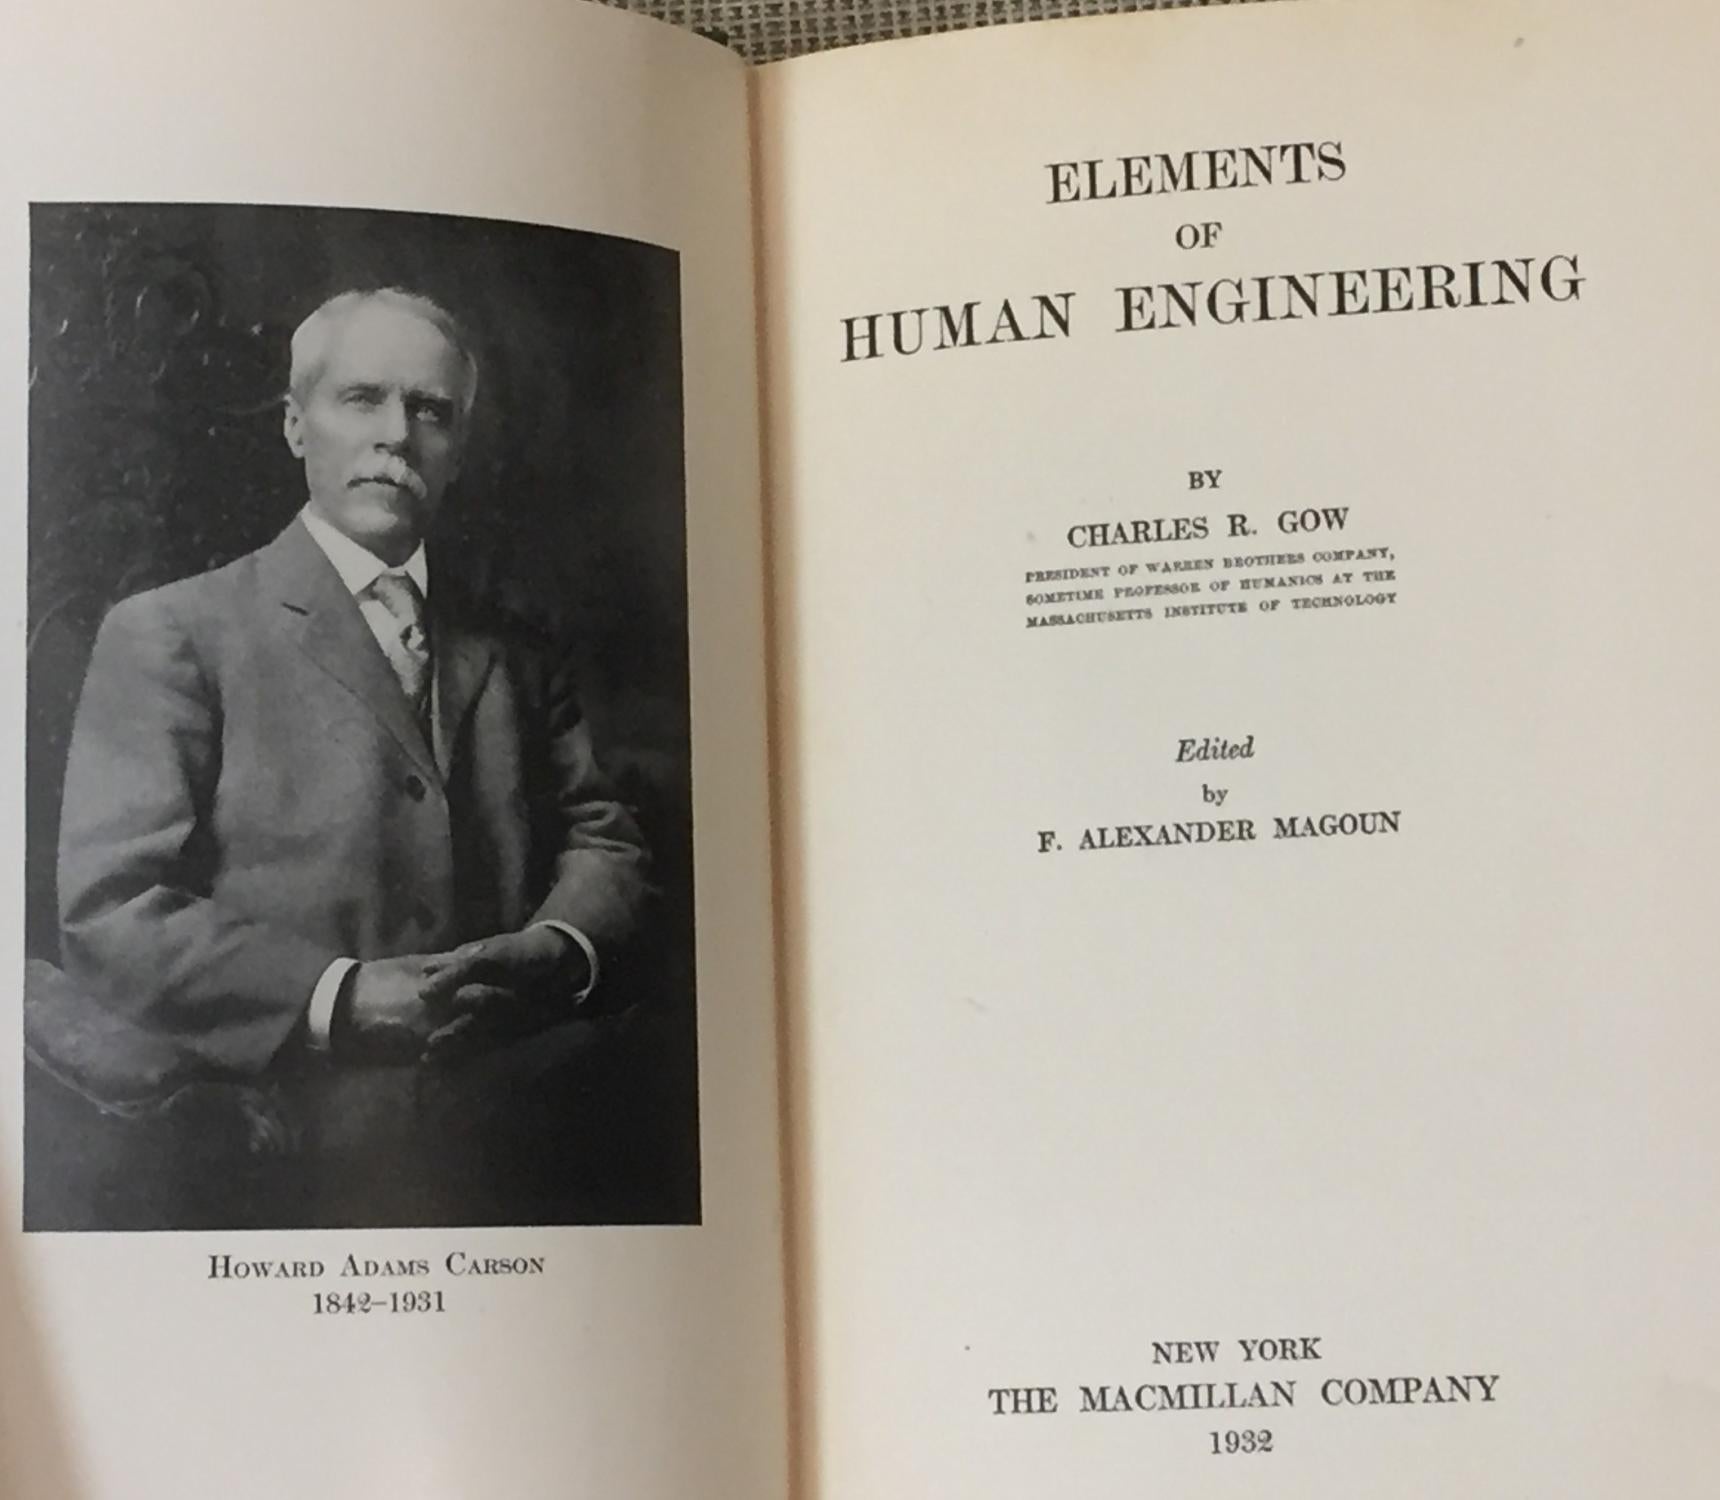 HOWARD ADAMS CARSON
1842–1931
ELEMENTS
OF
HUMAN ENGINEERING
BY
CHARLES R. GOW
PRESIDENT OF WARREN BROTHERS COMPANY,
SOMETIME PROFESSOR OF HUMANICS AT THE
MASSACHUSETTS INSTITUTE OF TECHNOLOGY
Edited
by
F. ALEXANDER MAGOUN
NEW YORK
THE MACMILLAN COMPANY
1932